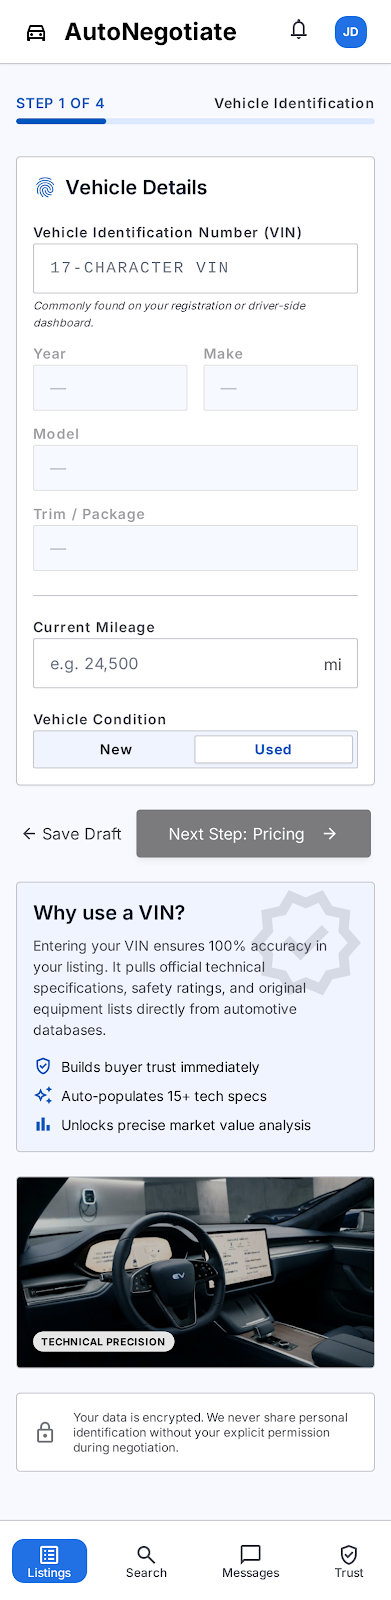 AutoNegotiate
JD
STEP 1 OF 4
Vehicle Identification
Vehicle Details
Vehicle Identification Number (VIN)
17-CHARACTER VIN
Commonly found on your registration or driver-side
dashboard.
Year
Make
—
—
Model
—
Trim / Package
—
Current Mileage
e.g. 24,500
mi
Vehicle Condition
New
Used
Save Draft
Next Step: Pricing
Why use a VIN?
Entering your VIN ensures 100% accuracy in
your listing. It pulls official technical
specifications, safety ratings, and original
equipment lists directly from automotive
databases.
Builds buyer trust immediately
Auto-populates 15+ tech specs
Unlocks precise market value analysis
EV
TECHNICAL PRECISION
Your data is encrypted. We never share personal
identification without your explicit permission
during negotiation.
Listings
Search
Messages
Trust